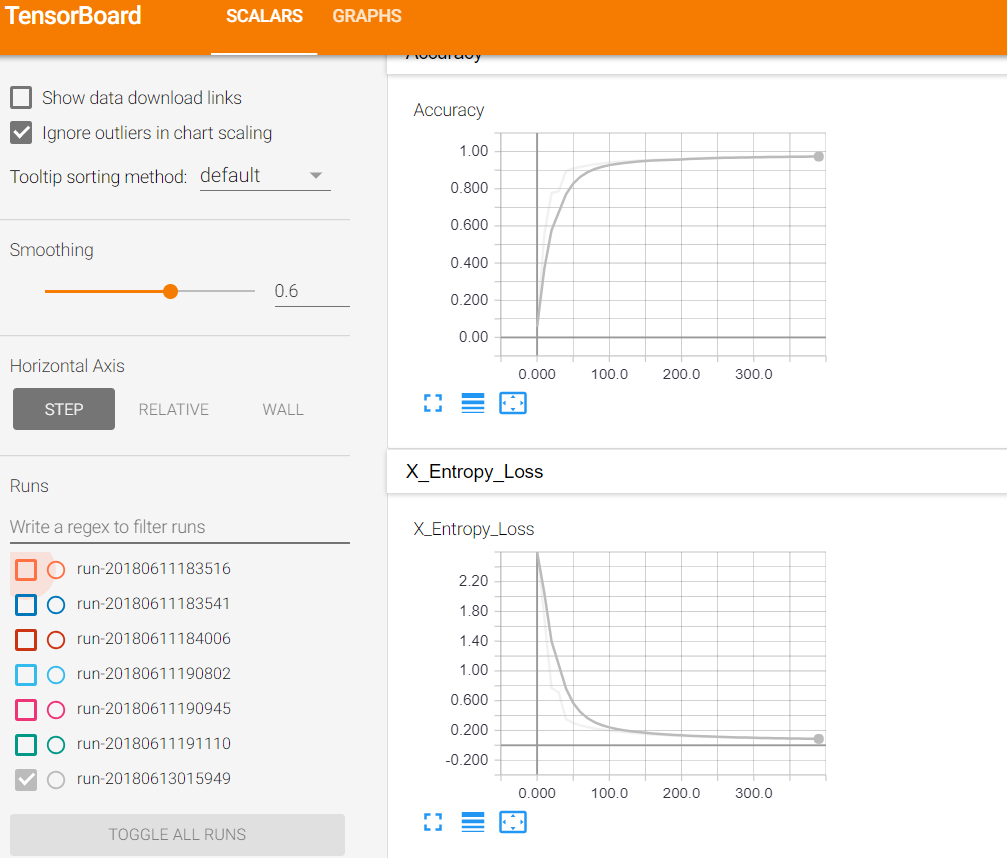 TensorBoard SCALARS GRAPHS
Show data download links
Ignore outliers in chart scaling
Tooltip sorting method: default
Smoothing
0.6
Horizontal Axis
STEP RELATIVE WALL
Runs
Write a regex to filter runs
run-20180611183516
run-20180611183541
run-20180611184006
run-20180611190802
run-20180611190945
run-20180611191110
run-20180613015949
TOGGLE ALL RUNS
Accuracy
Accuracy
1.00
0.800
0.600
0.400
0.200
0.00
0.000 100.0 200.0 300.0
X_Entropy_Loss
X_Entropy_Loss
2.20
1.80
1.40
1.00
0.600
0.200
-0.200
0.000 100.0 200.0 300.0